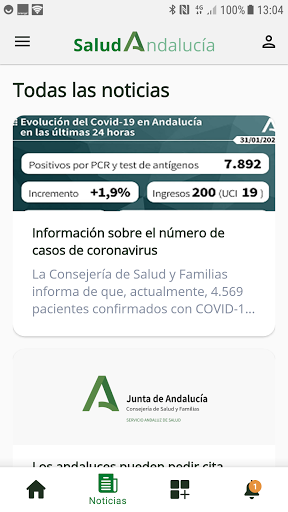 100% 13:04
Salud Andalucía
Todas las noticias
Evolución del Covid-19 en Andalucía
en las últimas 24 horas
31/01/202
Positivos por PCR y test de antígenos 7.892
Incremento +1,9% Ingresos 200 (UCI 19)
Información sobre el número de
casos de coronavirus
La Consejería de Salud y Familias
informa de que, actualmente, 4.569
pacientes confirmados con COVID-1...
Junta de Andalucía
Consejería de Salud y Familias
SERVICIO ANDALUZ DE SALUD
Los andaluces pueden pedir cita
Noticias
1